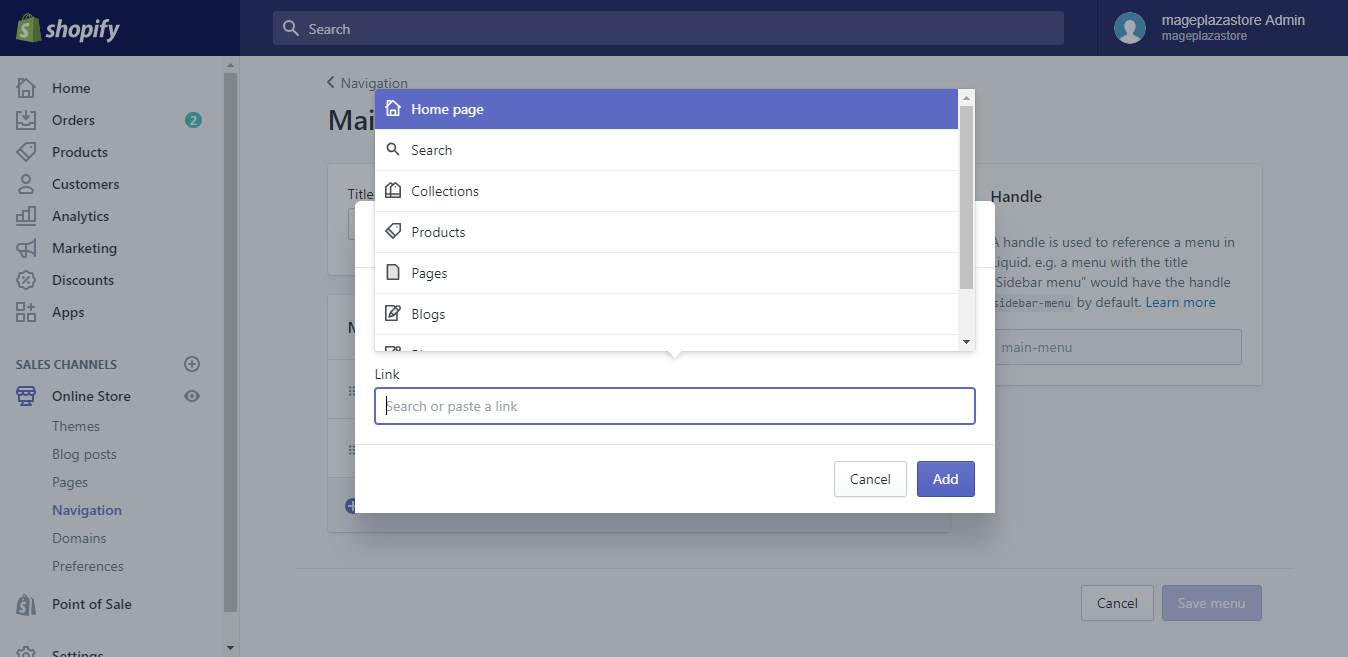 shopify
Search
mageplazastore Admin
mageplazastore
Home
Orders
2
Products
Customers
Analytics
Marketing
Discounts
Apps
SALES CHANNELS
Online Store
Themes
Blog posts
Pages
Navigation
Domains
Preferences
Point of Sale
Settings
Navigation
Mai
Title
Home page
Search
Collections
Products
Pages
Blogs
Link
Search or paste a link
Cancel
Add
Handle
A handle is used to reference a menu in
Liquid. e.g. a menu with the title
“Sidebar menu” would have the handle
sidebar-menu by default. Learn more
main-menu
Cancel
Save menu